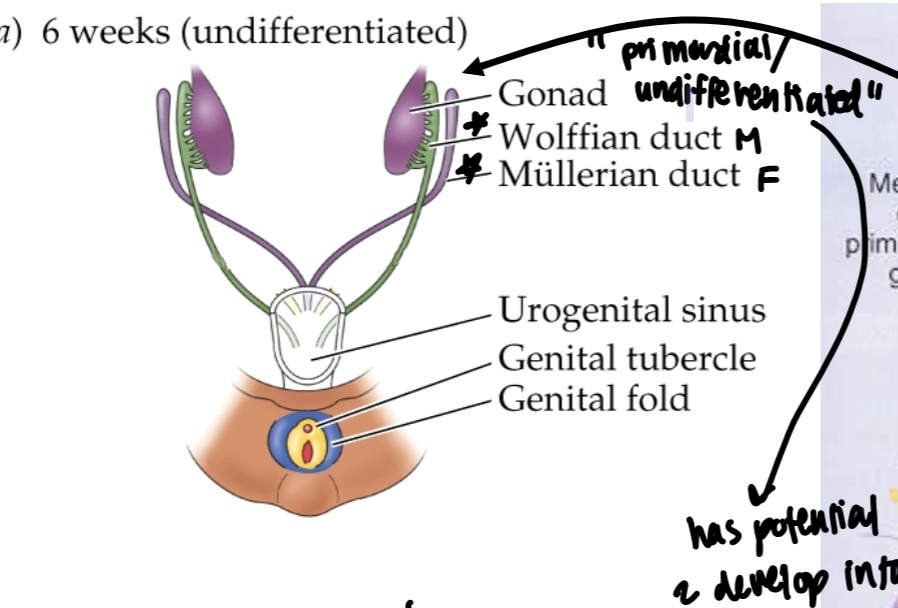 a) 6 weeks (undifferentiated)
"primordial/
undifferentiated"
Gonad
* Wolffian duct M
* Müllerian duct F
Me
prim
g
Urogenital sinus
Genital tubercle
Genital fold
has potential
2 develop into